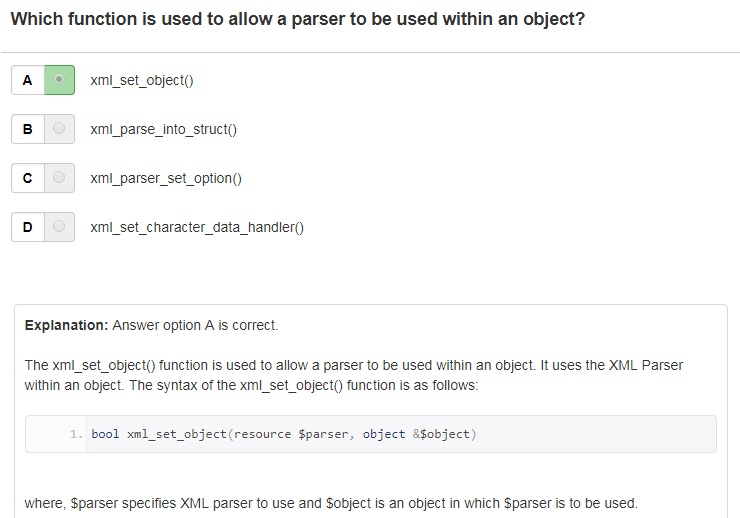 Which function is used to allow a parser to be used within an object?
A xml_set_object()
B xml_parse_into_struct()
C xml_parser_set_option()
D xml_set_character_data_handler()
Explanation: Answer option A is correct.
The xml_set_object() function is used to allow a parser to be used within an object. It uses the XML Parser
within an object. The syntax of the xml_set_object() function is as follows:
1. bool xml_set_object(resource $parser, object &$object)
where, $parser specifies XML parser to use and $object is an object in which $parser is to be used.